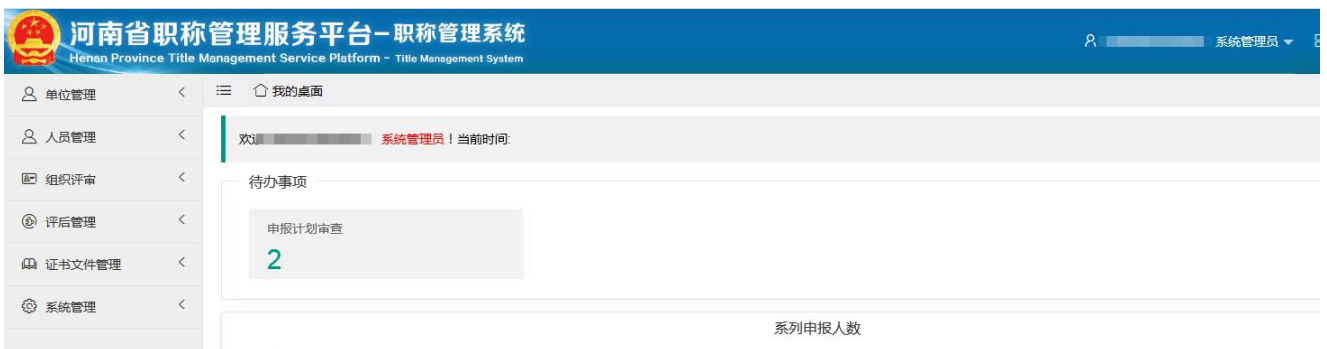 河南省职称管理服务平台-职称管理系统
Henan Province Title Management Service Platform - Title Management System
系统管理员
单位管理
我的桌面
人员管理
欢迎 系统管理员！当前时间:
组织评审
待办事项
评后管理
申报计划审查
2
证书文件管理
系统管理
系列申报人数